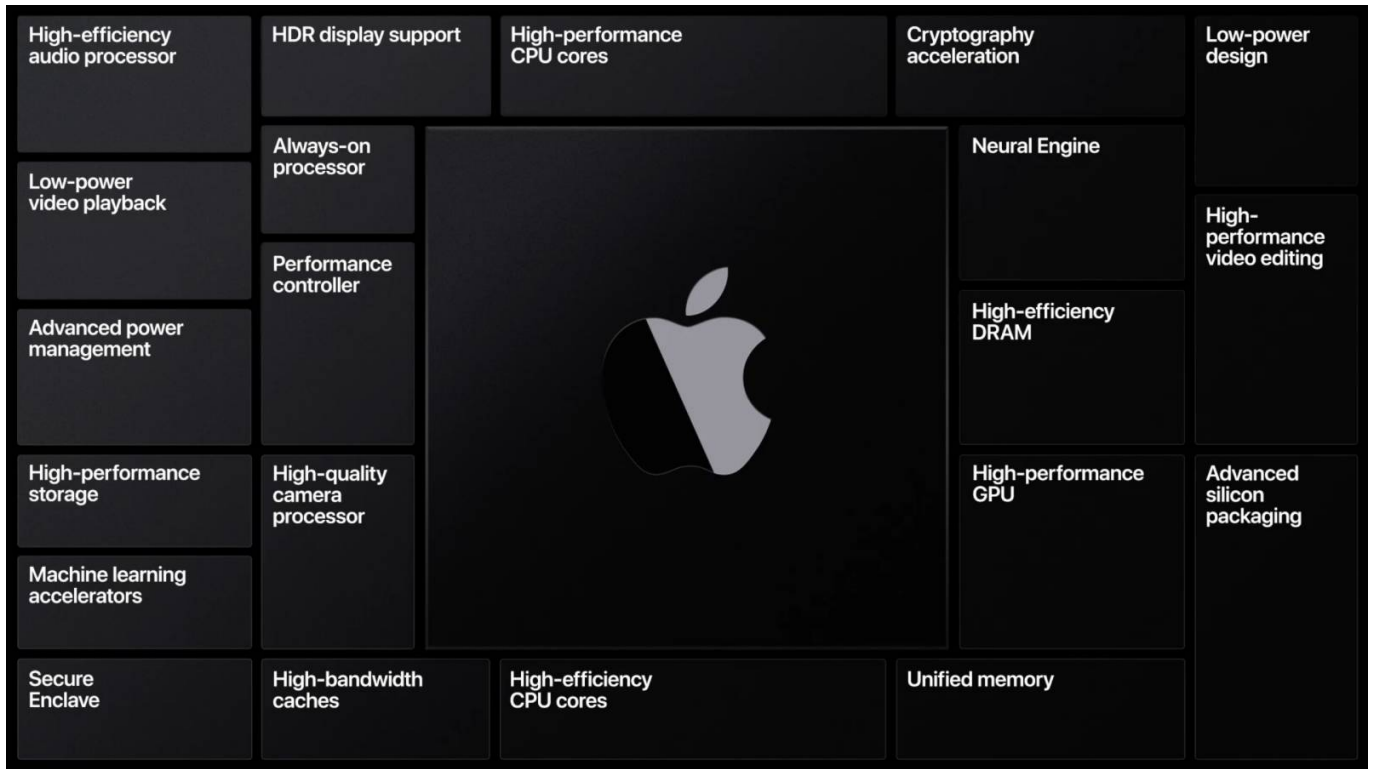 High-efficiency
audio processor
HDR display support
High-performance
CPU cores
Cryptography
acceleration
Low-power
design
Always-on
processor
Neural Engine
Low-power
video playback
High-
performance
video editing
Performance
controller
High-efficiency
DRAM
Advanced power
management
High-performance
storage
High-quality
camera
processor
High-performance
GPU
Advanced
silicon
packaging
Machine learning
accelerators
Secure
Enclave
High-bandwidth
caches
High-efficiency
CPU cores
Unified memory